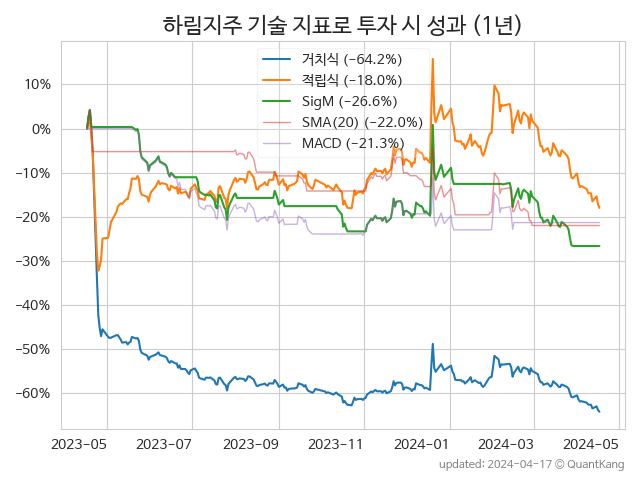 하림지주 기술 지표로 투자 시 성과 (1년)
거치식 (−64.2%)
적립식 (−18.0%)
SigM (−26.6%)
SMA(20) (−22.0%)
MACD (−21.3%)
10%
0%
−10%
−20%
−30%
−40%
−50%
−60%
2023-05 2023-07 2023-09 2023-11 2024-01 2024-03 2024-05
updated: 2024-04-17 © QuantKang